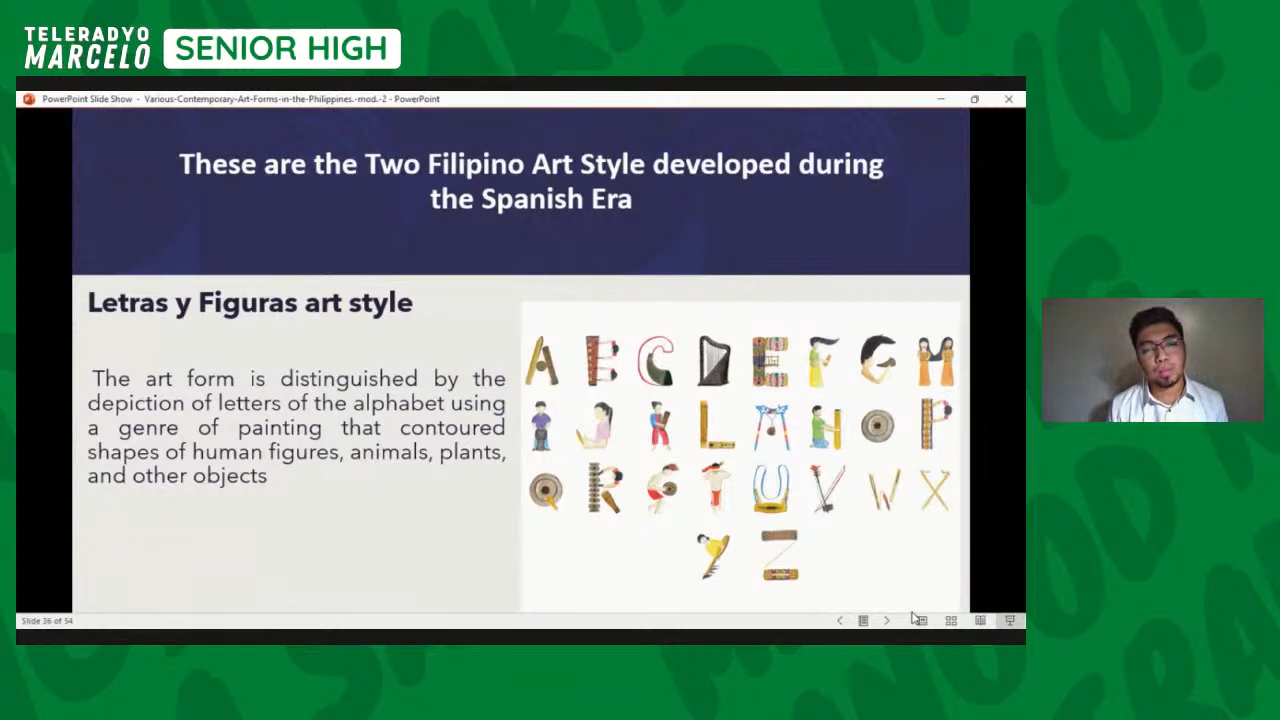 TELERADYO
MARCELO
SENIOR HIGH
PowerPoint Slide Show - Various-Contemporary-Art-Forms-in-the-Philippines.-mod.-2 - PowerPoint
These are the Two Filipino Art Style developed during
the Spanish Era
Letras y Figuras art style
The art form is distinguished by the
depiction of letters of the alphabet using
a genre of painting that contoured
shapes of human figures, animals, plants,
and other objects
A B C D E F G H
I J K L M N O P
Q R S T U V W X
Y Z
Slide 36 of 54